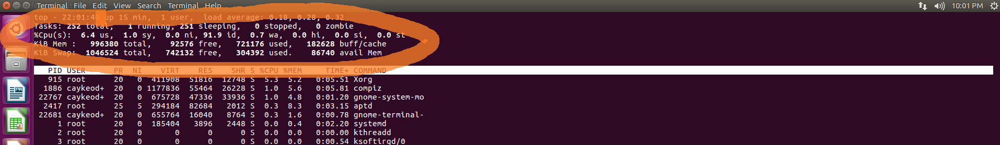 Terminal File Edit View Search Terminal Help 10:01 PM
top - 22:01:40 up 15 min,  1 user,  load average: 0.18, 0.28, 0.32
Tasks: 252 total,   1 running, 251 sleeping,   0 stopped,   0 zombie
%Cpu(s):  6.4 us,  1.0 sy,  0.0 ni, 91.9 id,  0.7 wa,  0.0 hi,  0.0 si,  0.0 st
KiB Mem :   996380 total,    92576 free,   721176 used,   182628 buff/cache
KiB Swap:  1046524 total,   742132 free,   304392 used.    86740 avail Mem
PID USER      PR  NI    VIRT    RES    SHR S %CPU %MEM     TIME+ COMMAND
915 root      20   0  411908  51816  12748 S  5.3  5.2   0:05.51 Xorg
1886 caykeod+  20   0 1177836  55464  26228 S  1.0  5.6   0:05.81 compiz
22767 caykeod+  20   0  675728  47336  33936 S  1.0  4.8   0:01.20 gnome-system-mo
2417 root      25   5  294184  82684   2012 S  0.3  8.3   0:03.15 aptd
22681 caykeod+  20   0  655764  16040   8764 S  0.3  1.6   0:00.78 gnome-terminal-
1 root      20   0  185404   3896   2448 S  0.0  0.4   0:02.20 systemd
2 root      20   0       0      0      0 S  0.0  0.0   0:00.00 kthreadd
3 root      20   0       0      0      0 S  0.0  0.0   0:00.54 ksoftirqd/0